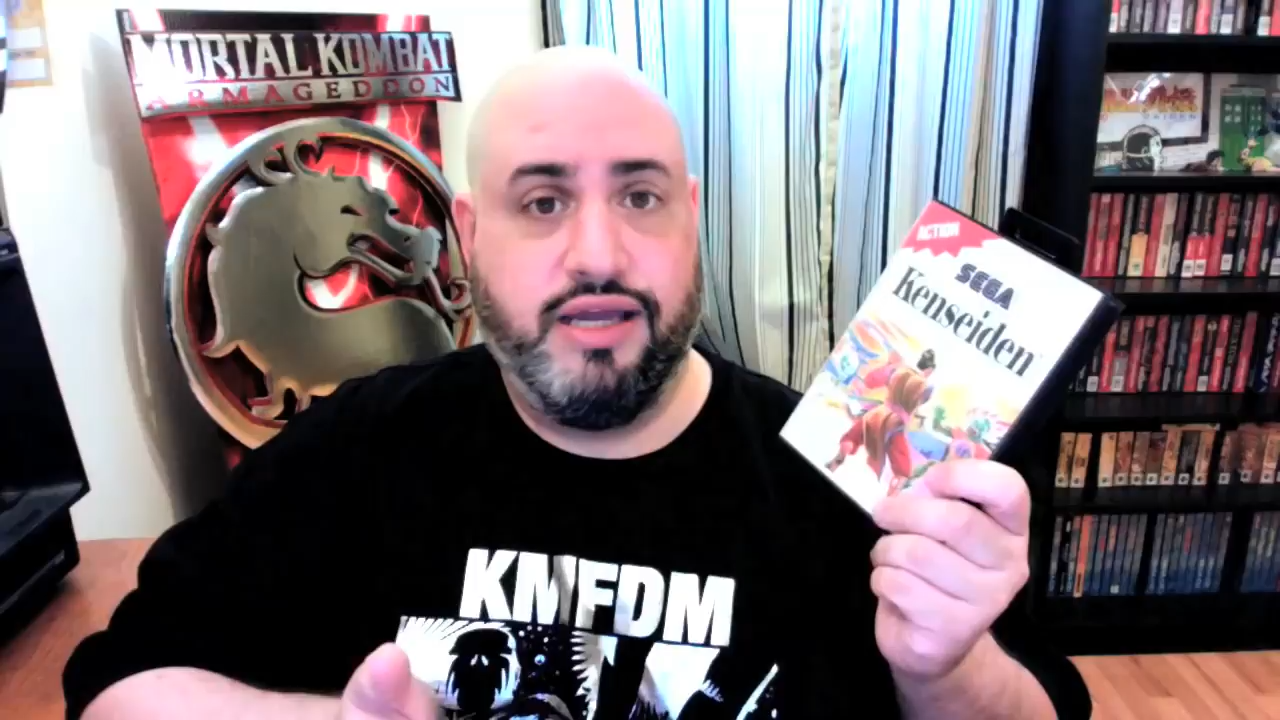 MORTAL KOMBAT
ARMAGEDDON
ACTION
SEGA
Kenseiden
KMFDM